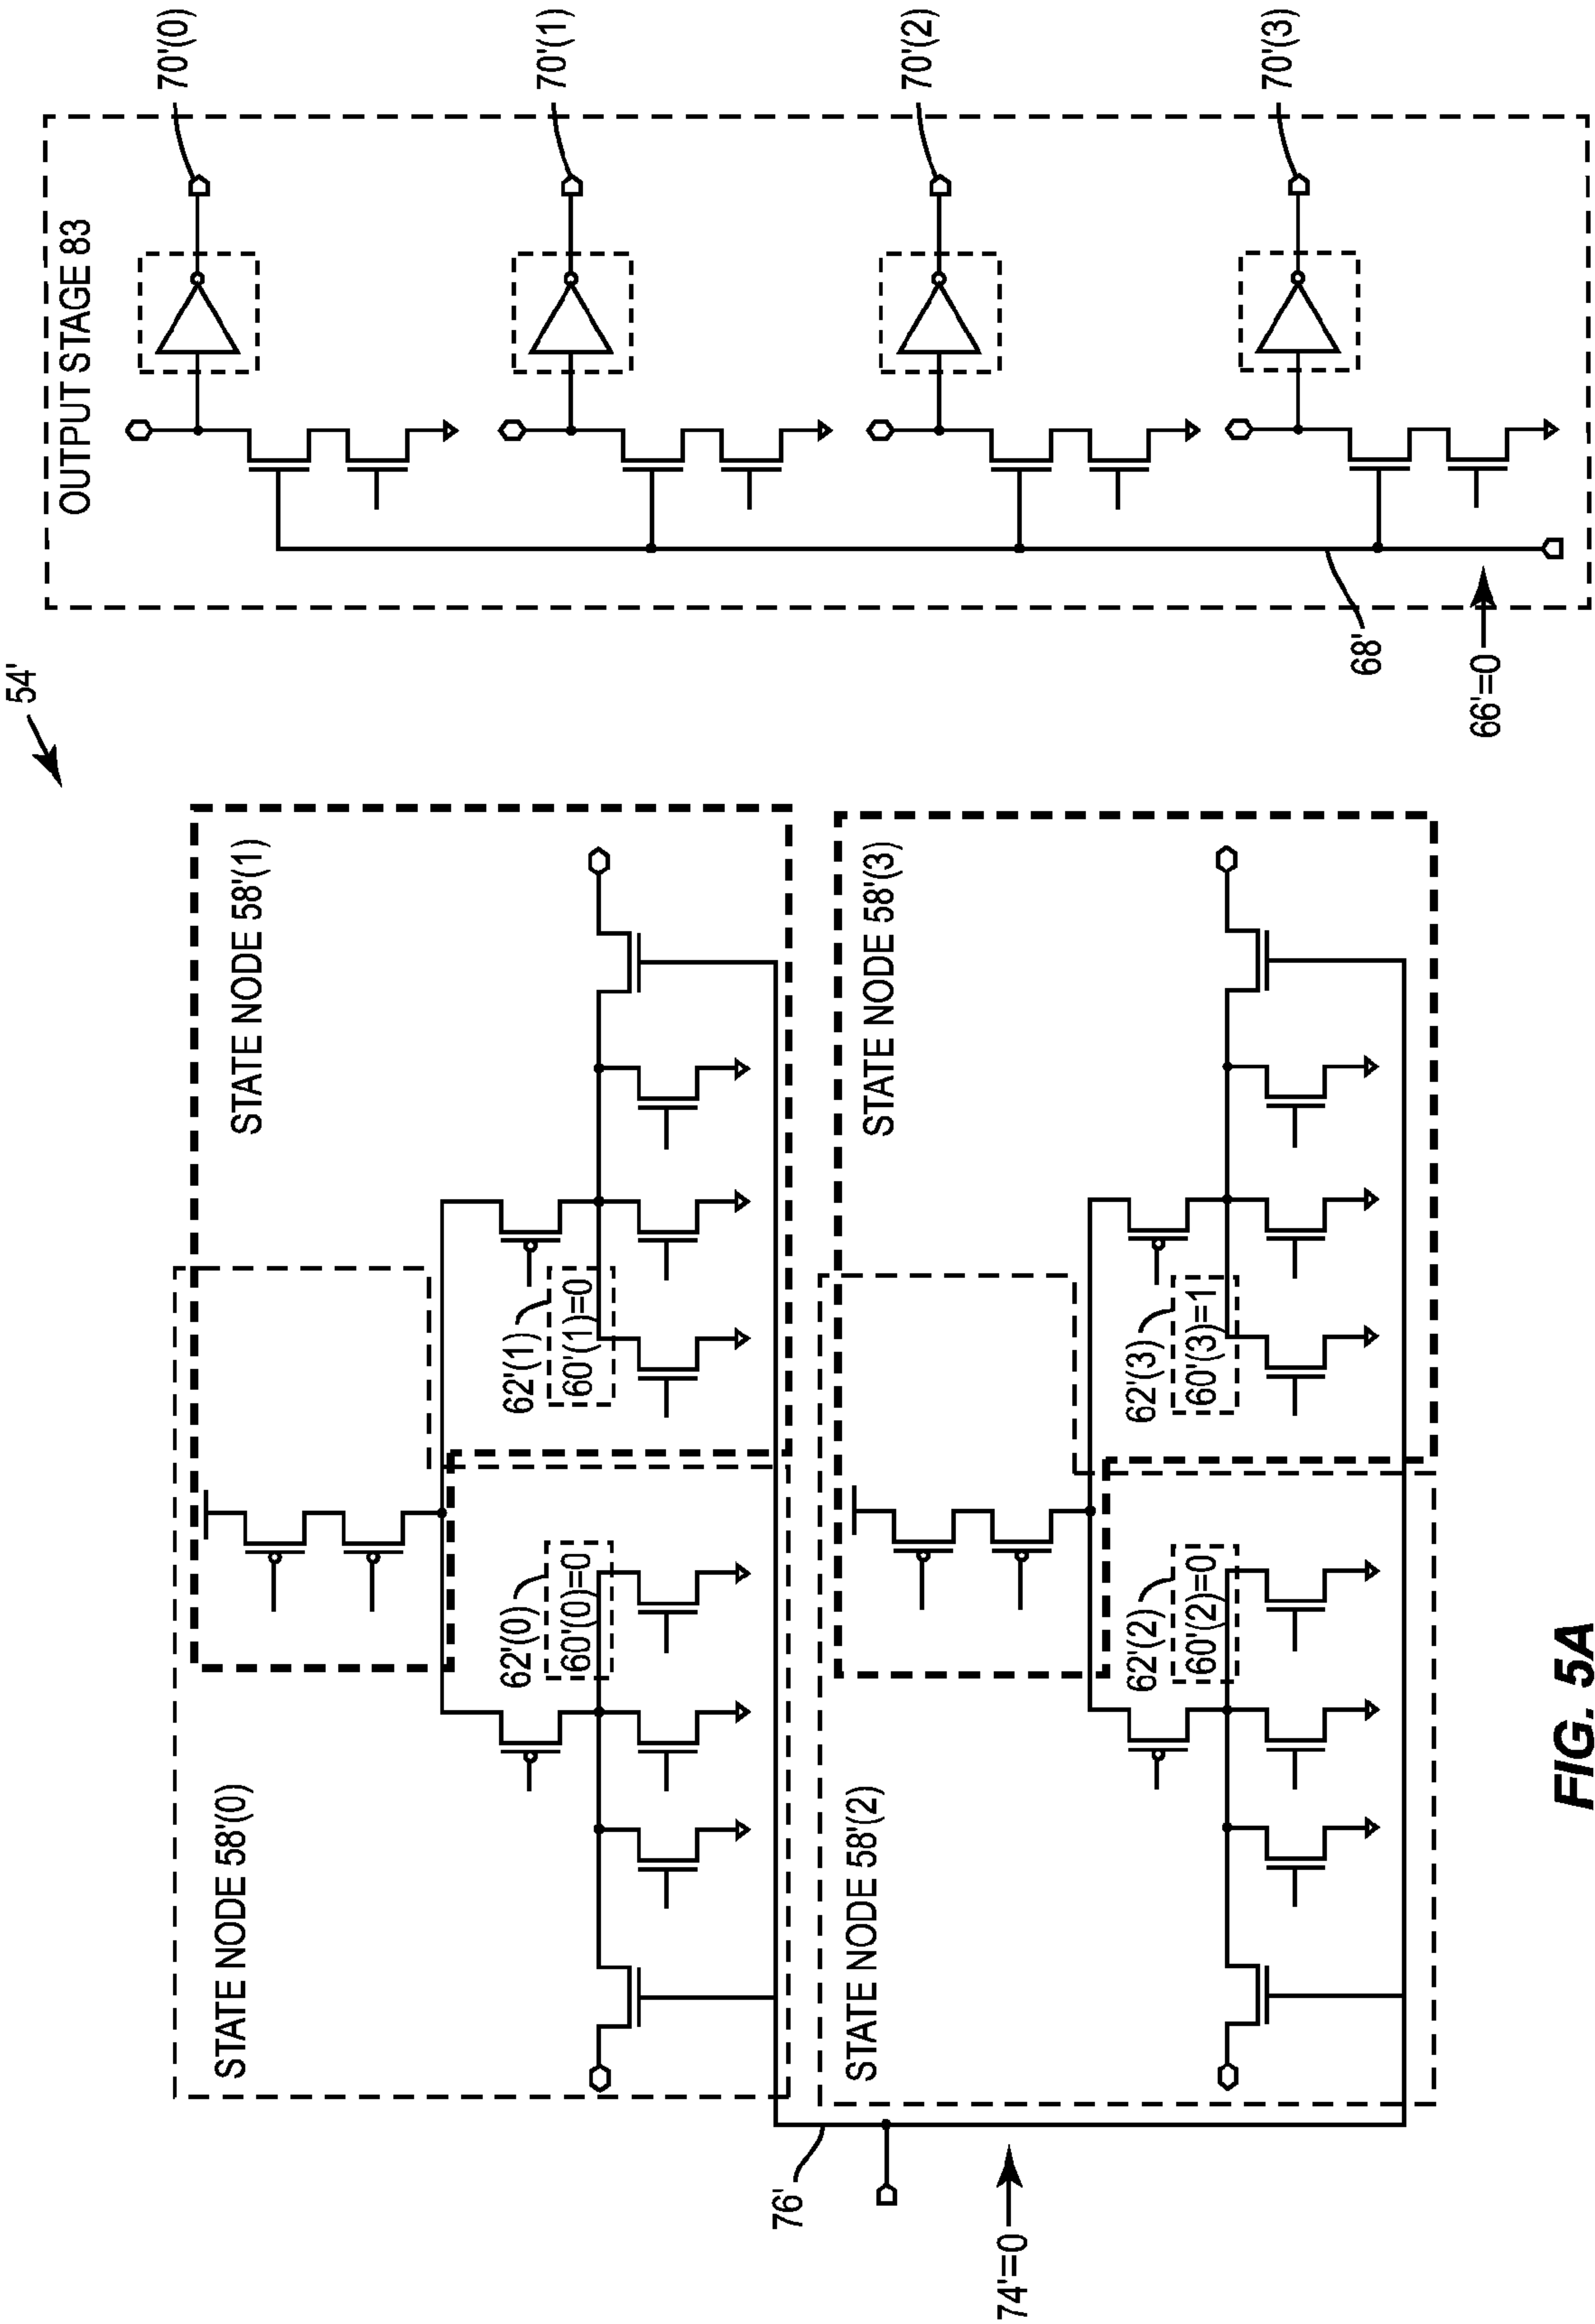 54'
STATE NODE 58'(0)
STATE NODE 58'(1)
62'(0)
60'(0)=0
62'(1)
60'(1)=0
76'
74'=0
STATE NODE 58'(2)
STATE NODE 58'(3)
62'(2)
60'(2)=0
62'(3)
60'(3)=1
OUTPUT STAGE 83
70'(0)
70'(1)
70'(2)
70'(3)
68'
66'=0
FIG. 5A